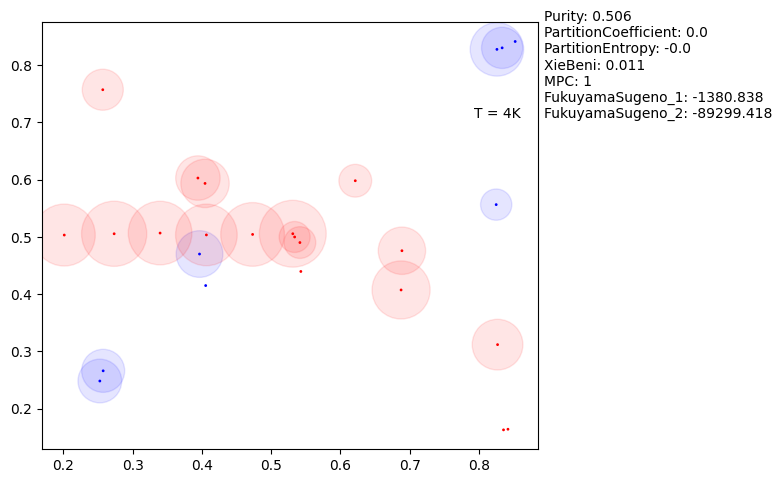 Purity: 0.506
PartitionCoefficient: 0.0
PartitionEntropy: -0.0
XieBeni: 0.011
MPC: 1
FukuyamaSugeno_1: -1380.838
FukuyamaSugeno_2: -89299.418
T = 4K
0.8
0.7
0.6
0.5
0.4
0.3
0.2
0.2 0.3 0.4 0.5 0.6 0.7 0.8